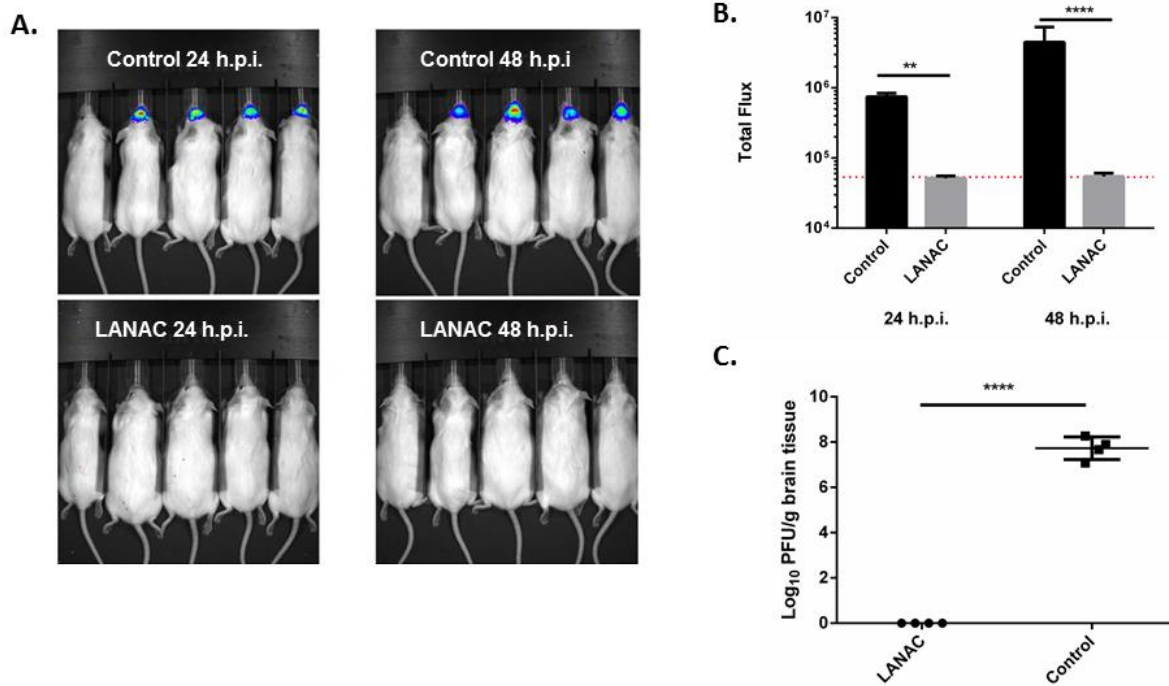 A.
Control 24 h.p.i.
Control 48 h.p.i
LANAC 24 h.p.i.
LANAC 48 h.p.i.
B.
Total Flux
10⁷
10⁶
10⁵
10⁴
**
****
Control
LANAC
Control
LANAC
24 h.p.i.
48 h.p.i.
C.
Log₁₀ PFU/g brain tissue
10
8
6
4
2
0
****
LANAC
Control